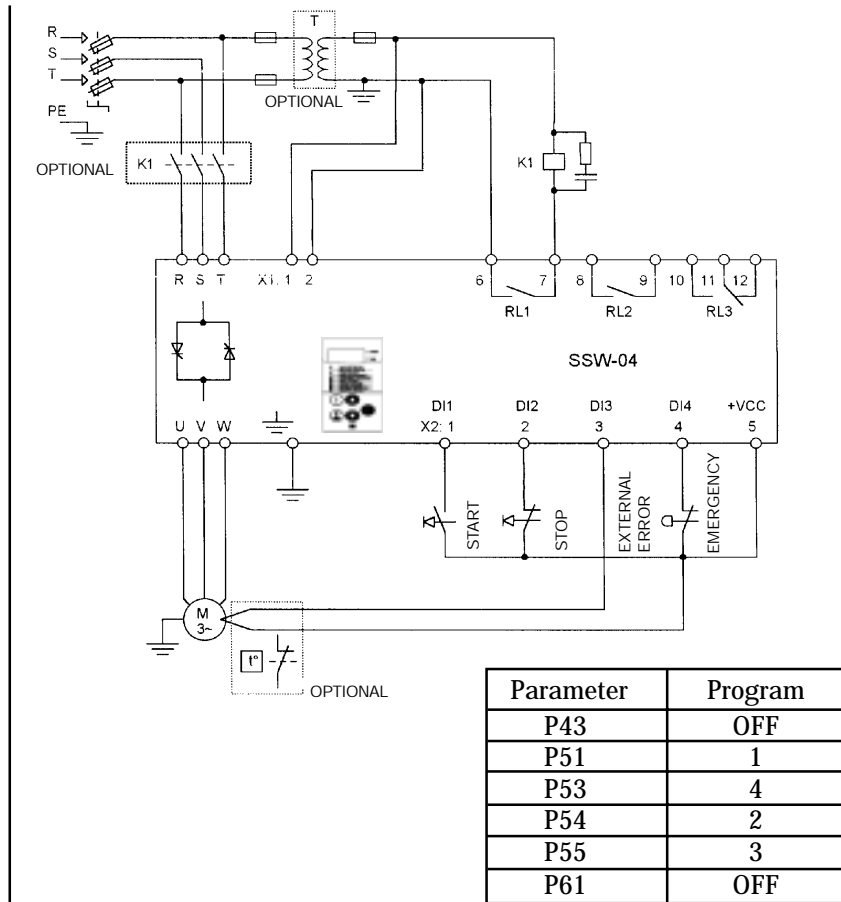 T
R
S
T
PE
OPTIONAL
OPTIONAL
K1
K1
R S T X1: 1 2 6 7 8 9 10 11 12
RL1 RL2 RL3
SSW-04
DI1 DI2 DI3 DI4 +VCC
U V W X2: 1 2 3 4 5
START
STOP
EXTERNAL
ERROR
EMERGENCY
M
3~
t°
OPTIONAL
Parameter Program
P43 OFF
P51 1
P53 4
P54 2
P55 3
P61 OFF